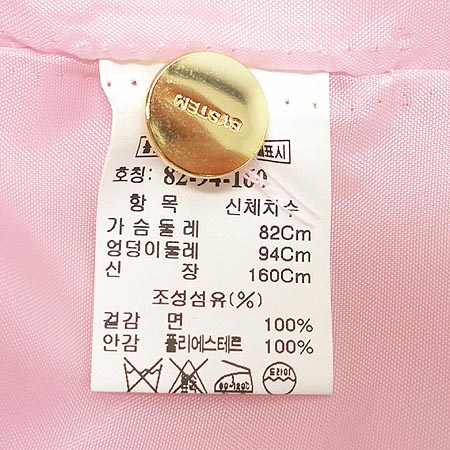 SYSTEM
표시
호칭: 82-94-160
항 목 신체치수
가 슴 둘 레 82Cm
엉덩이둘레 94Cm
신 장 160Cm
조성섬유(%)
겉감 면 100%
안감 폴리에스테르 100%
드라이